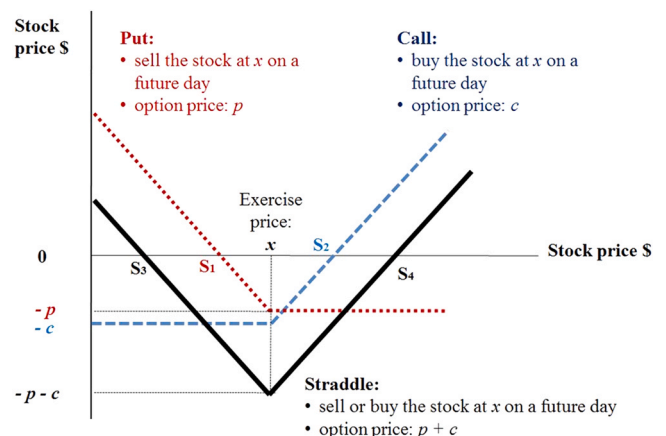 Stock
price $
Put:
• sell the stock at x on a
future day
• option price: p
Call:
• buy the stock at x on a
future day
• option price: c
Exercise
price:
x
S2
0
S3
S1
S4
Stock price $
- p
- c
- p - c
Straddle:
• sell or buy the stock at x on a future day
• option price: p + c